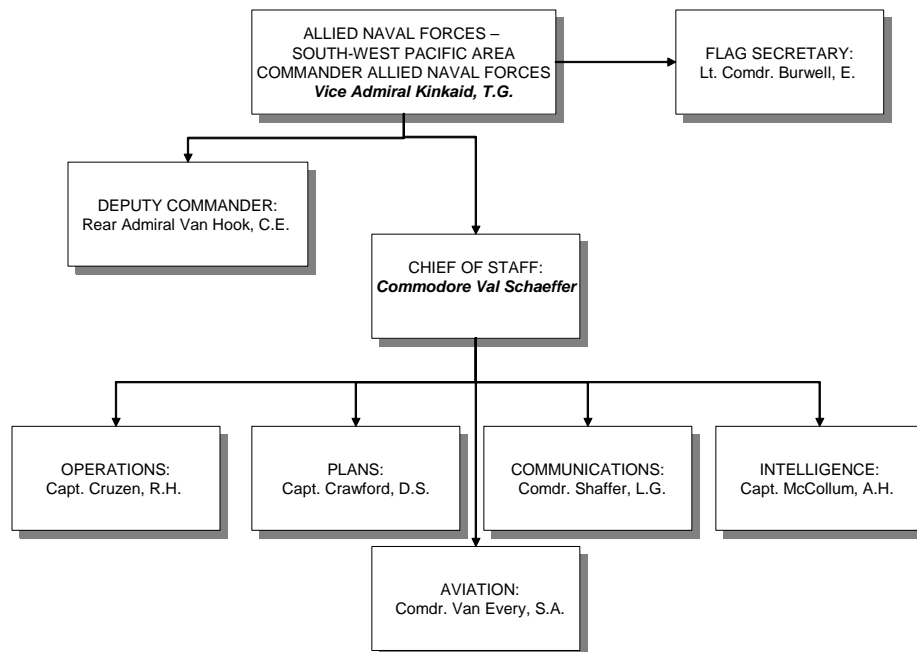 ALLIED NAVAL FORCES –
SOUTH-WEST PACIFIC AREA
COMMANDER ALLIED NAVAL FORCES
Vice Admiral Kinkaid, T.G.
FLAG SECRETARY:
Lt. Comdr. Burwell, E.
DEPUTY COMMANDER:
Rear Admiral Van Hook, C.E.
CHIEF OF STAFF:
Commodore Val Schaeffer
OPERATIONS:
Capt. Cruzen, R.H.
PLANS:
Capt. Crawford, D.S.
COMMUNICATIONS:
Comdr. Shaffer, L.G.
INTELLIGENCE:
Capt. McCollum, A.H.
AVIATION:
Comdr. Van Every, S.A.